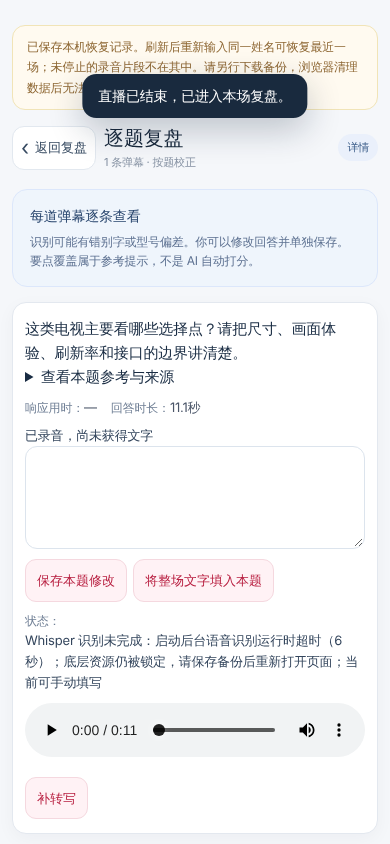 已保存本机恢复记录。刷新后重新输入同一姓名可恢复最近一
场；未停止的录音片段不在其中。请另行下载备份，浏览器清理
数据后无法
直播已结束，已进入本场复盘。
返回复盘
逐题复盘
1 条弹幕 · 按题校正
详情
每道弹幕逐条查看
识别可能有错别字或型号偏差。你可以修改回答并单独保存。
要点覆盖属于参考提示，不是 AI 自动打分。
这类电视主要看哪些选择点？请把尺寸、画面体
验、刷新率和接口的边界讲清楚。
查看本题参考与来源
响应用时：— 回答时长：11.1秒
已录音，尚未获得文字
保存本题修改 将整场文字填入本题
状态：
Whisper 识别未完成：启动后台语音识别运行时超时（6
秒）；底层资源仍被锁定，请保存备份后重新打开页面；当
前可手动填写
0:00 / 0:11
补转写